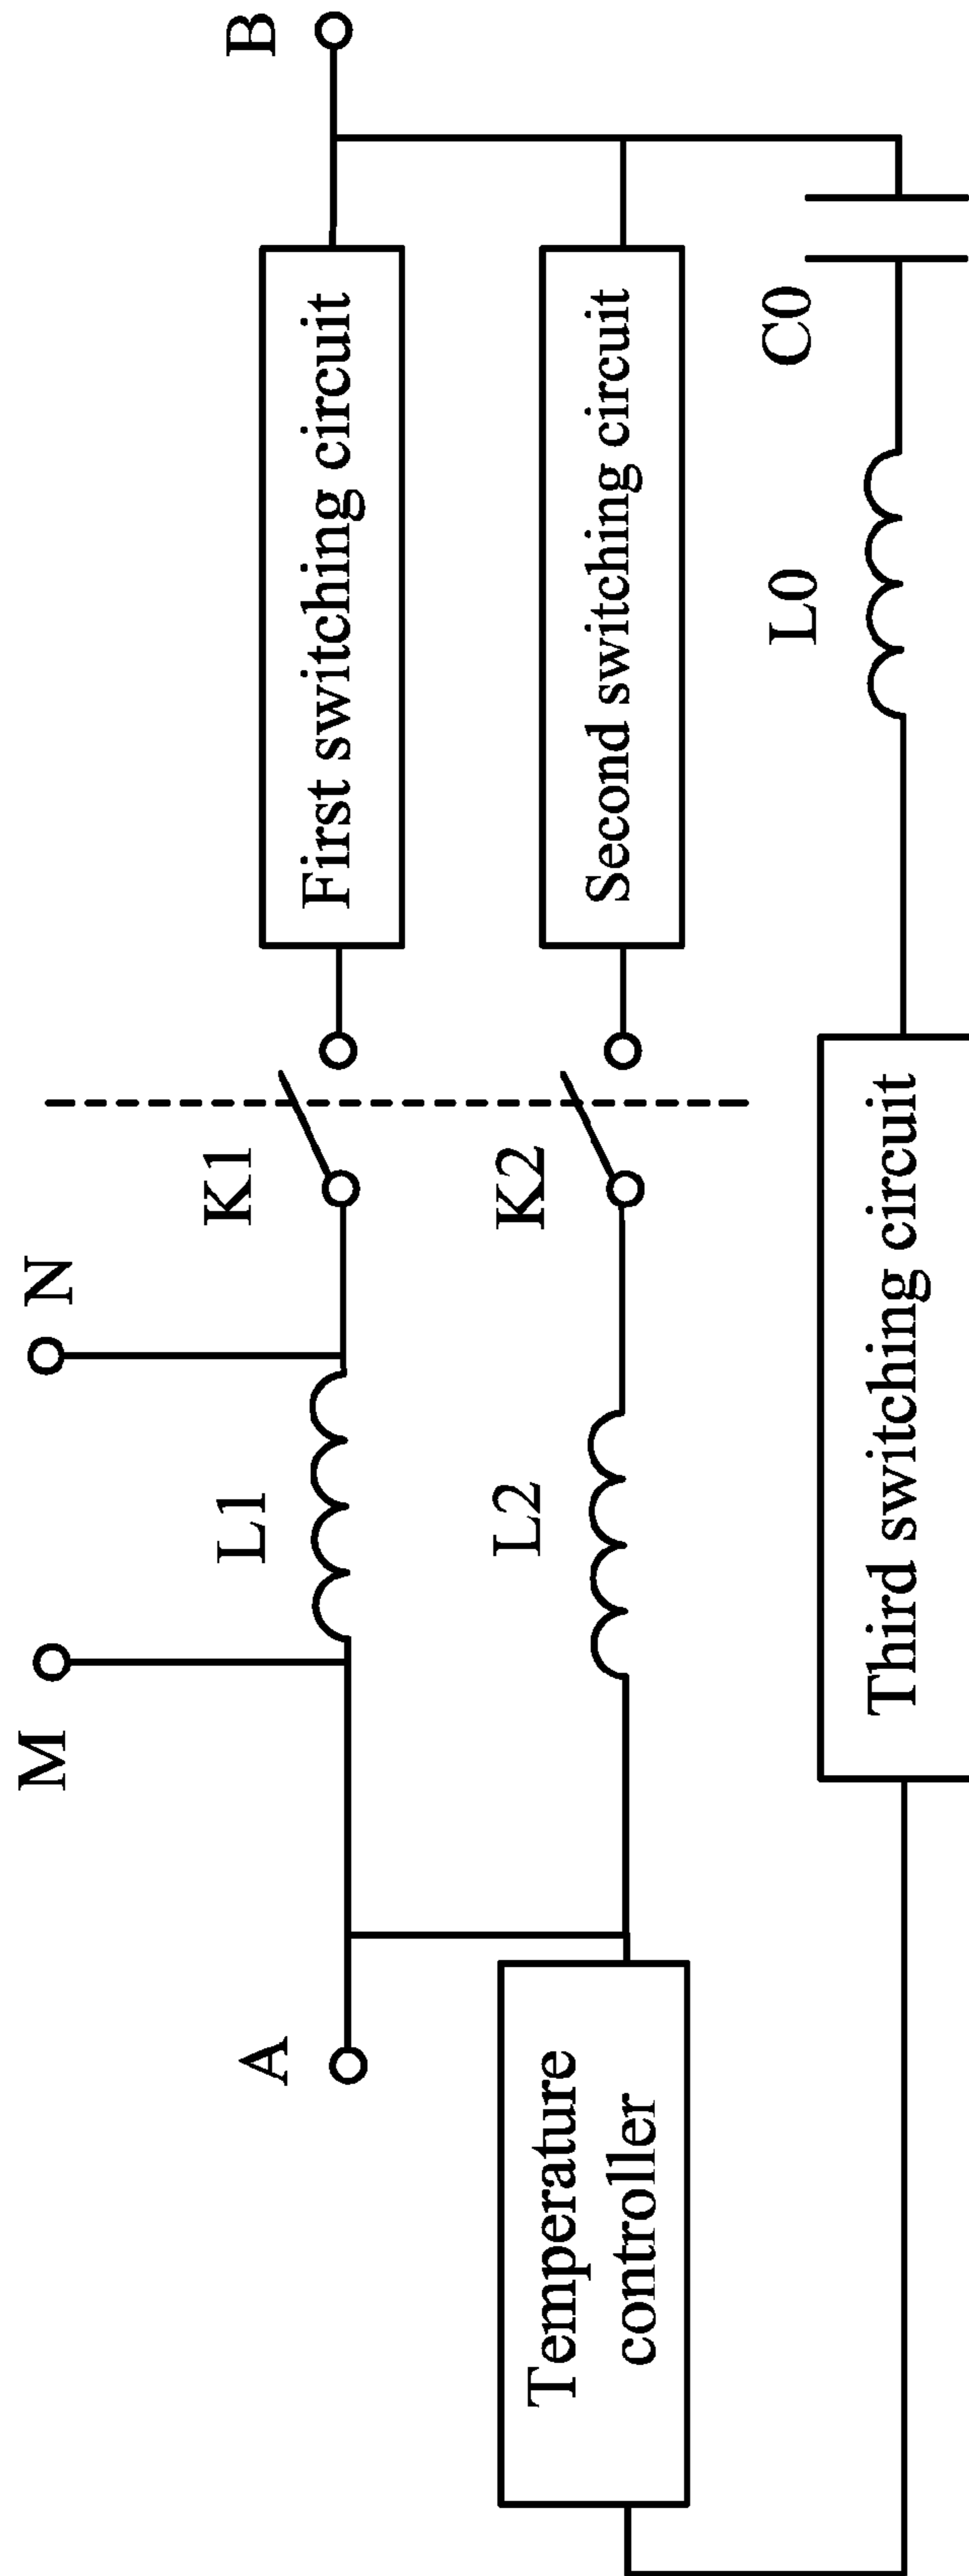 M
N
A
L1
K1
First switching circuit
B
L2
K2
Second switching circuit
Temperature
controller
Third switching circuit
L0
C0